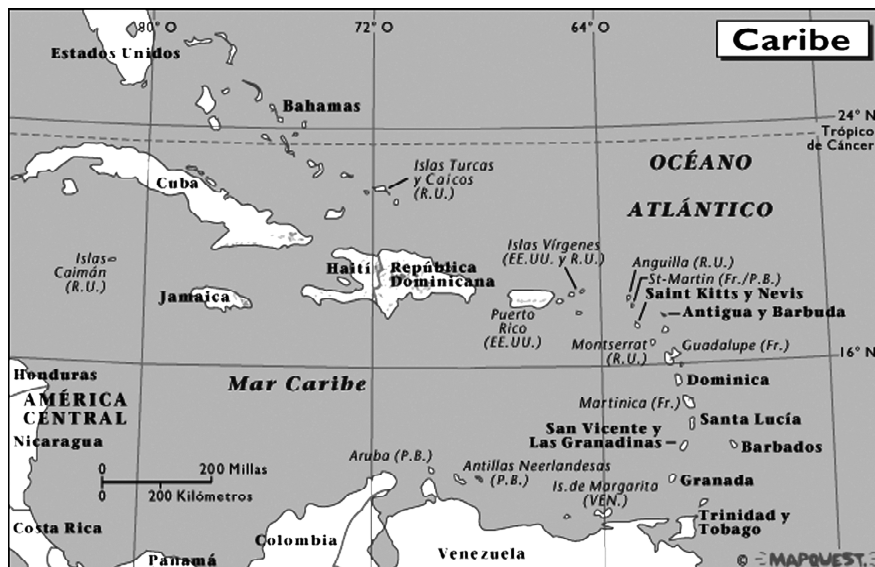 80° O
72° O
64° O
Caribe
Estados Unidos
Bahamas
24° N
Trópico
de Cáncer
OCÉANO
ATLÁNTICO
Islas Turcas
y Caicos
(R.U.)
Cuba
Islas Vírgenes
(EE.UU. y R.U.)
Islas
Caimán
(R.U.)
Haití
República
Dominicana
Anguilla (R.U.)
St-Martin (Fr./P.B.)
Saint Kitts y Nevis
Jamaica
Antigua y Barbuda
Puerto
Rico
(EE.UU.)
Montserrat
(R.U.)
Guadalupe (Fr.)
16° N
Honduras
Mar Caribe
Dominica
AMÉRICA
CENTRAL
Martinica (Fr.)
Santa Lucía
San Vicente y
Las Granadinas
Barbados
Nicaragua
Aruba (P.B.)
0 200 Millas
0 200 Kilómetros
Antillas Neerlandesas
(P.B.)
Is. de Margarita
(VEN.)
Granada
Trinidad y
Tobago
Costa Rica
Colombia
Venezuela
Panamá
© MAPQUEST.